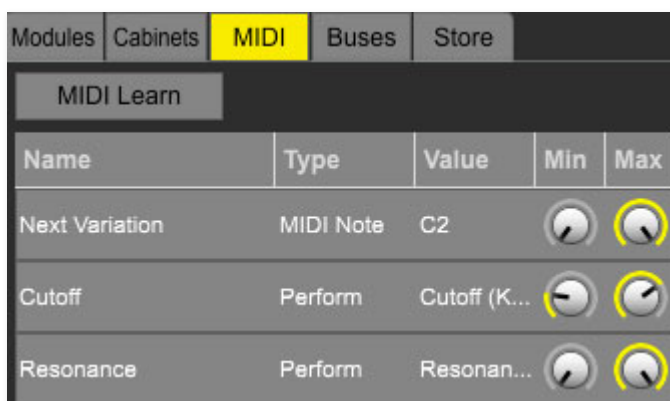 Modules Cabinets MIDI Buses Store
MIDI Learn
Name Type Value Min Max
Next Variation MIDI Note C2
Cutoff Perform Cutoff (K...
Resonance Perform Resonan...